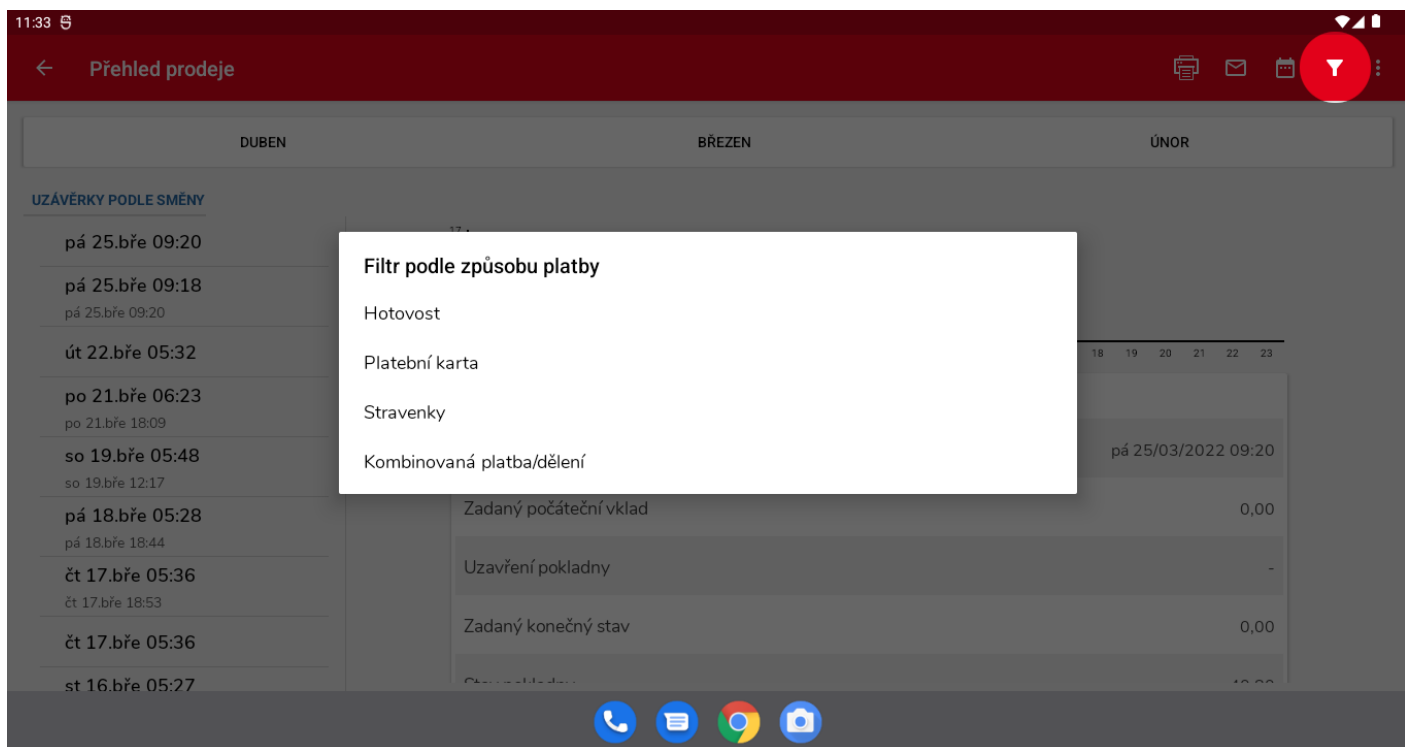 11:33
Přehled prodeje
DUBEN
BŘEZEN
ÚNOR
UZÁVĚRKY PODLE SMĚNY
pá 25.bře 09:20
pá 25.bře 09:18
pá 25.bře 09:20
út 22.bře 05:32
po 21.bře 06:23
po 21.bře 18:09
so 19.bře 05:48
so 19.bře 12:17
pá 18.bře 05:28
pá 18.bře 18:44
čt 17.bře 05:36
čt 17.bře 18:53
čt 17.bře 05:36
st 16.bře 05:27
Filtr podle způsobu platby
Hotovost
Platební karta
Stravenky
Kombinovaná platba/dělení
18 19 20 21 22 23
pá 25/03/2022 09:20
Zadaný počáteční vklad 0,00
Uzavření pokladny -
Zadaný konečný stav 0,00